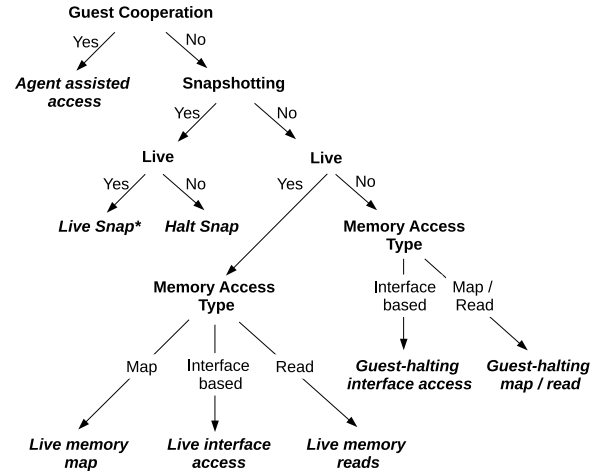 Guest Cooperation
Yes
No
Agent assisted
access
Snapshotting
Yes
No
Live
Live
Yes
No
Yes
No
Live Snap*
Halt Snap
Memory Access
Type
Memory Access
Type
Interface
based
Map /
Read
Map
Interface
based
Read
Guest-halting
interface access
Guest-halting
map / read
Live memory
map
Live interface
access
Live memory
reads